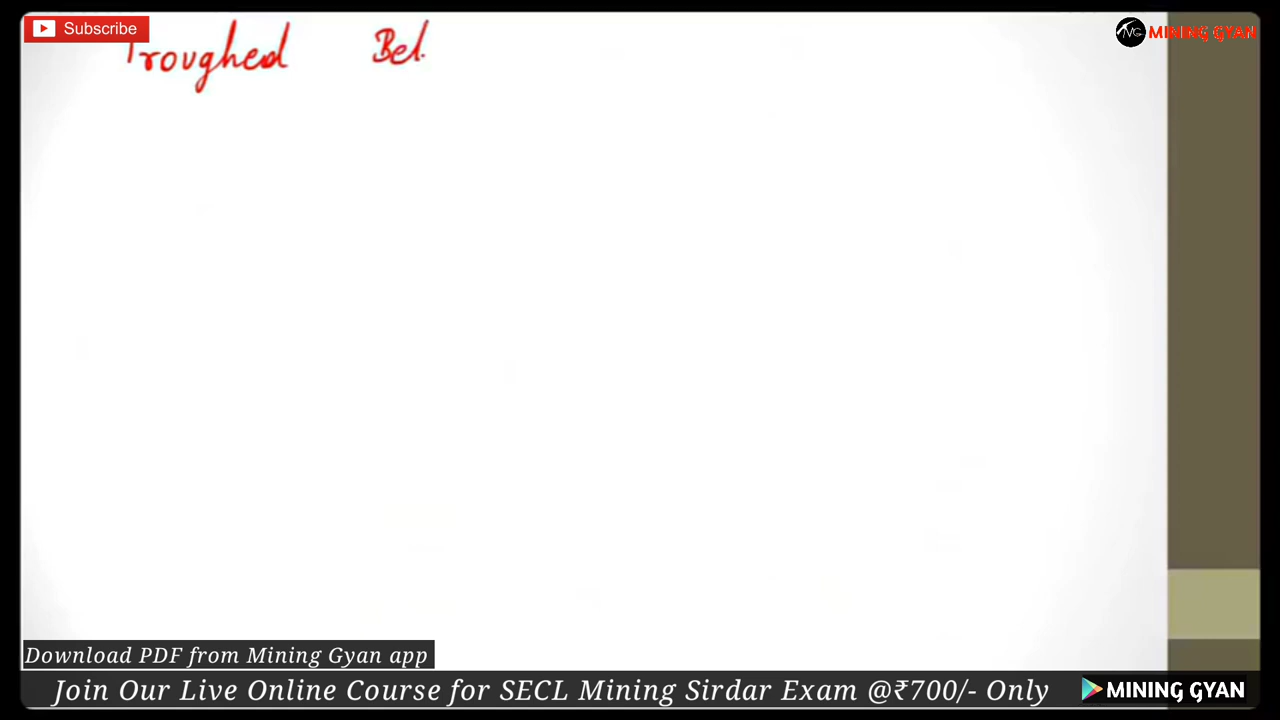 Subscribe
MINING GYAN
Troughed Bel
Download PDF from Mining Gyan app
Join Our Live Online Course for SECL Mining Sirdar Exam @₹700/- Only
MINING GYAN